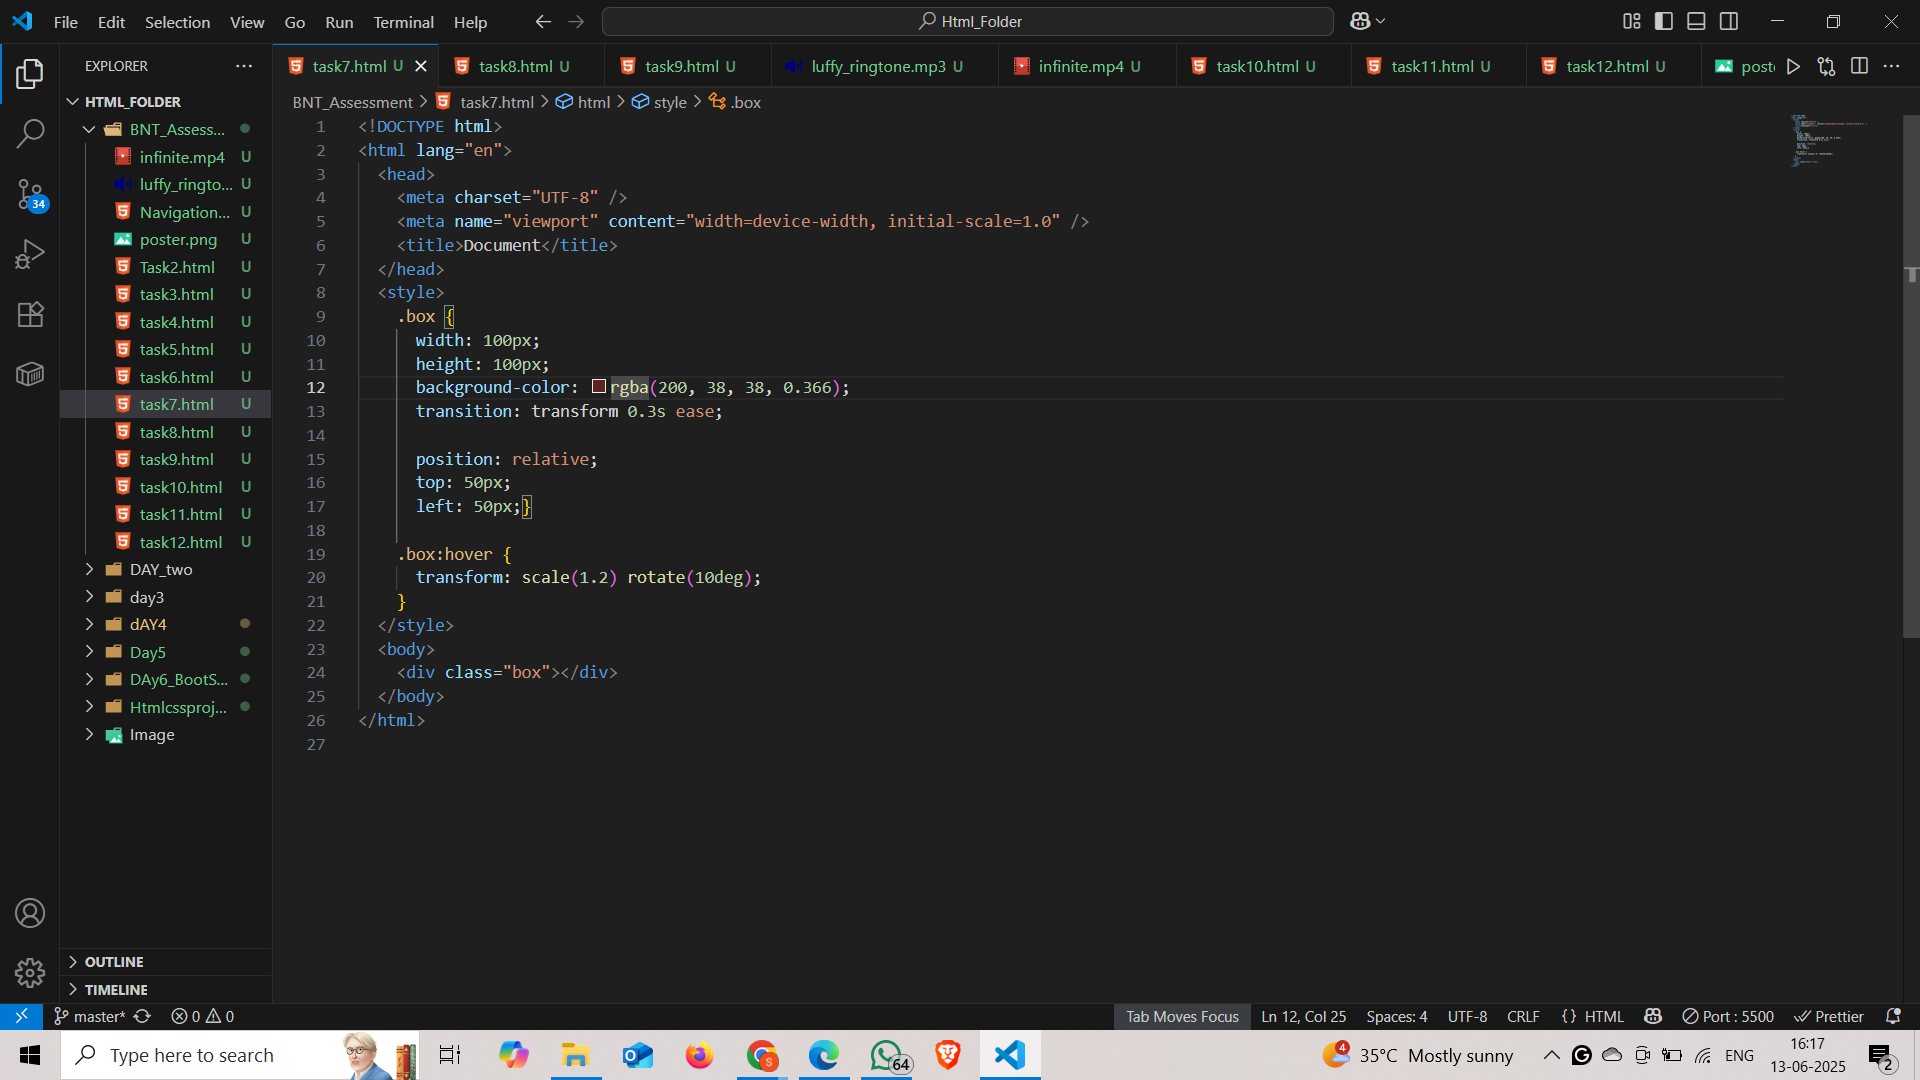 File Edit Selection View Go Run Terminal Help
Html_Folder
EXPLORER
HTML_FOLDER
BNT_Assess...
infinite.mp4 U
luffy_ringto... U
Navigation... U
poster.png U
Task2.html U
task3.html U
task4.html U
task5.html U
task6.html U
task7.html U
task8.html U
task9.html U
task10.html U
task11.html U
task12.html U
DAY_two
day3
dAY4
Day5
DAy6_BootS...
Htmlcssproj...
Image
OUTLINE
TIMELINE
34
task7.html U task8.html U task9.html U luffy_ringtone.mp3 U infinite.mp4 U task10.html U task11.html U task12.html U post
BNT_Assessment > task7.html > html > style > .box
1 <!DOCTYPE html>
2 <html lang="en">
3 <head>
4 <meta charset="UTF-8" />
5 <meta name="viewport" content="width=device-width, initial-scale=1.0" />
6 <title>Document</title>
7 </head>
8 <style>
9 .box {
10 width: 100px;
11 height: 100px;
12 background-color: rgba(200, 38, 38, 0.366);
13 transition: transform 0.3s ease;
14
15 position: relative;
16 top: 50px;
17 left: 50px;}
18
19 .box:hover {
20 transform: scale(1.2) rotate(10deg);
21 }
22 </style>
23 <body>
24 <div class="box"></div>
25 </body>
26 </html>
27
master* 0 0 Tab Moves Focus Ln 12, Col 25 Spaces: 4 UTF-8 CRLF {} HTML Port : 5500 Prettier
Type here to search
S
64
4
35°C Mostly sunny
ENG
16:17
13-06-2025
2